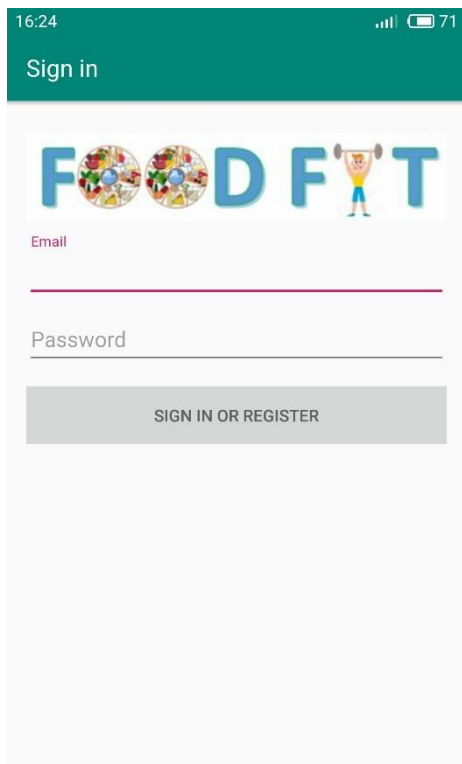 16:24 71
Sign in
FOOD FIT
Email
Password
SIGN IN OR REGISTER